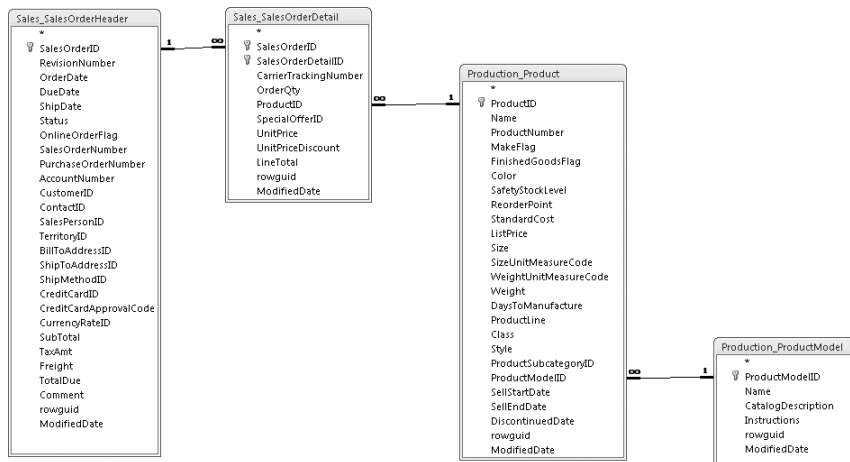 Sales_SalesOrderHeader
*
SalesOrderID
RevisionNumber
OrderDate
DueDate
ShipDate
Status
OnlineOrderFlag
SalesOrderNumber
PurchaseOrderNumber
AccountNumber
CustomerID
ContactID
SalesPersonID
TerritoryID
BillToAddressID
ShipToAddressID
ShipMethodID
CreditCardID
CreditCardApprovalCode
CurrencyRateID
SubTotal
TaxAmt
Freight
TotalDue
Comment
rowguid
ModifiedDate
1
∞
Sales_SalesOrderDetail
*
SalesOrderID
SalesOrderDetailID
CarrierTrackingNumber
OrderQty
ProductID
SpecialOfferID
UnitPrice
UnitPriceDiscount
LineTotal
rowguid
ModifiedDate
∞
1
Production_Product
*
ProductID
Name
ProductNumber
MakeFlag
FinishedGoodsFlag
Color
SafetyStockLevel
ReorderPoint
StandardCost
ListPrice
Size
SizeUnitMeasureCode
WeightUnitMeasureCode
Weight
DaysToManufacture
ProductLine
Class
Style
ProductSubcategoryID
ProductModelID
SellStartDate
SellEndDate
DiscontinuedDate
rowguid
ModifiedDate
∞
1
Production_ProductModel
*
ProductModelID
Name
CatalogDescription
Instructions
rowguid
ModifiedDate